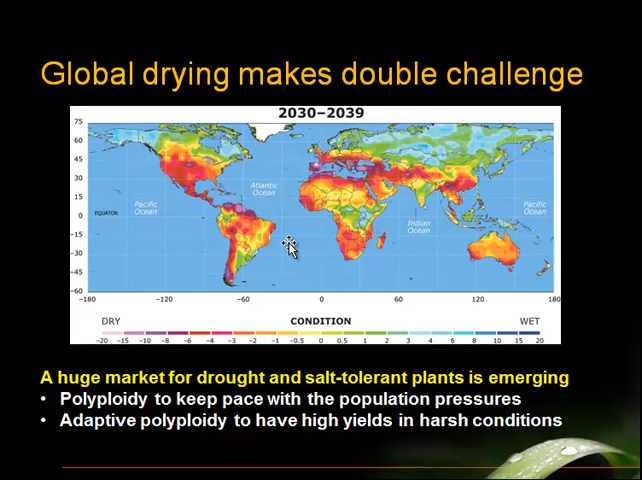 Global drying makes double challenge
2030–2039
75
60
45
30
15
0
−15
−30
−45
−60
EQUATOR
Pacific Ocean
Atlantic Ocean
Indian Ocean
Pacific Ocean
−180 −120 −60 0 60 120 180
DRY CONDITION WET
−20 −15 −10 −8 −6 −4 −3 −2 −1 −0.5 0 0.5 1 2 3 4 6 8 10 15 20
A huge market for drought and salt-tolerant plants is emerging
• Polyploidy to keep pace with the population pressures
• Adaptive polyploidy to have high yields in harsh conditions